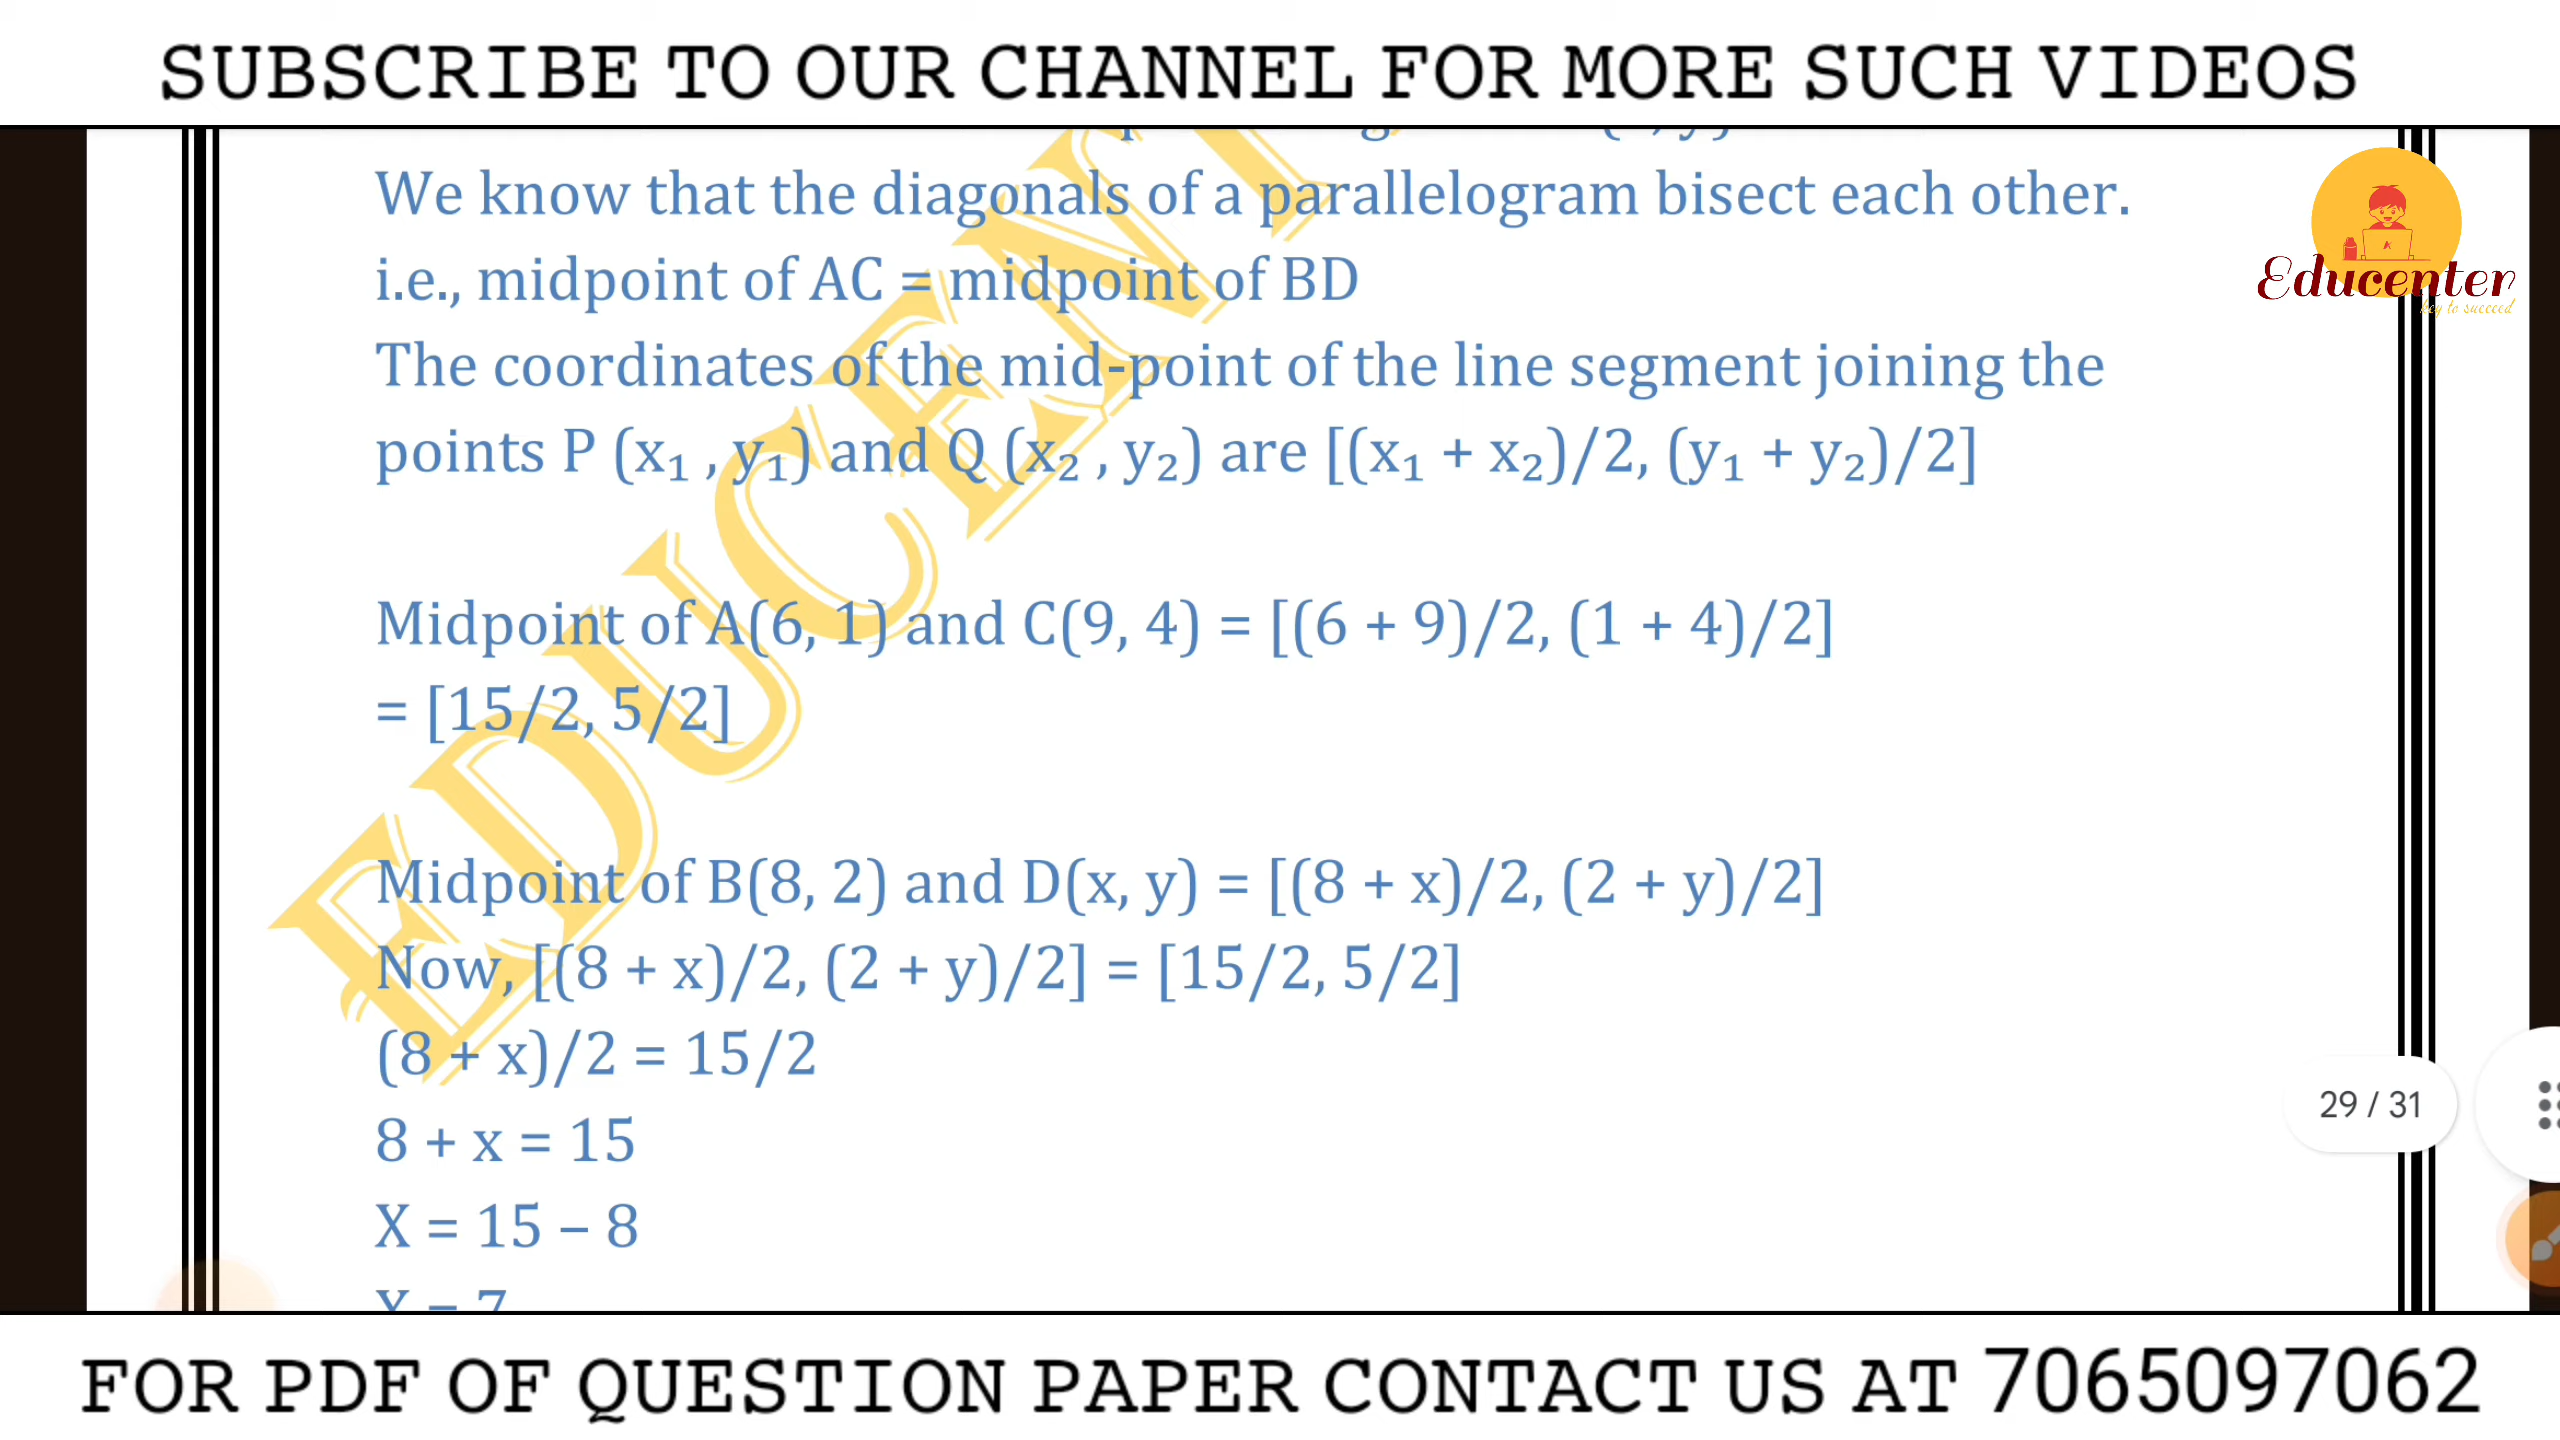 SUBSCRIBE TO OUR CHANNEL FOR MORE SUCH VIDEOS
We know that the diagonals of a parallelogram bisect each other.
i.e., midpoint of AC = midpoint of BD
The coordinates of the mid-point of the line segment joining the
points P (x₁ , y₁) and Q (x₂ , y₂) are [(x₁ + x₂)/2, (y₁ + y₂)/2]
Midpoint of A(6, 1) and C(9, 4) = [(6 + 9)/2, (1 + 4)/2]
= [15/2, 5/2]
Midpoint of B(8, 2) and D(x, y) = [(8 + x)/2, (2 + y)/2]
Now, [(8 + x)/2, (2 + y)/2] = [15/2, 5/2]
(8 + x)/2 = 15/2
8 + x = 15
X = 15 – 8
X = 7
Educenter
key to succeed
EDUCENT
29 / 31
FOR PDF OF QUESTION PAPER CONTACT US AT 7065097062